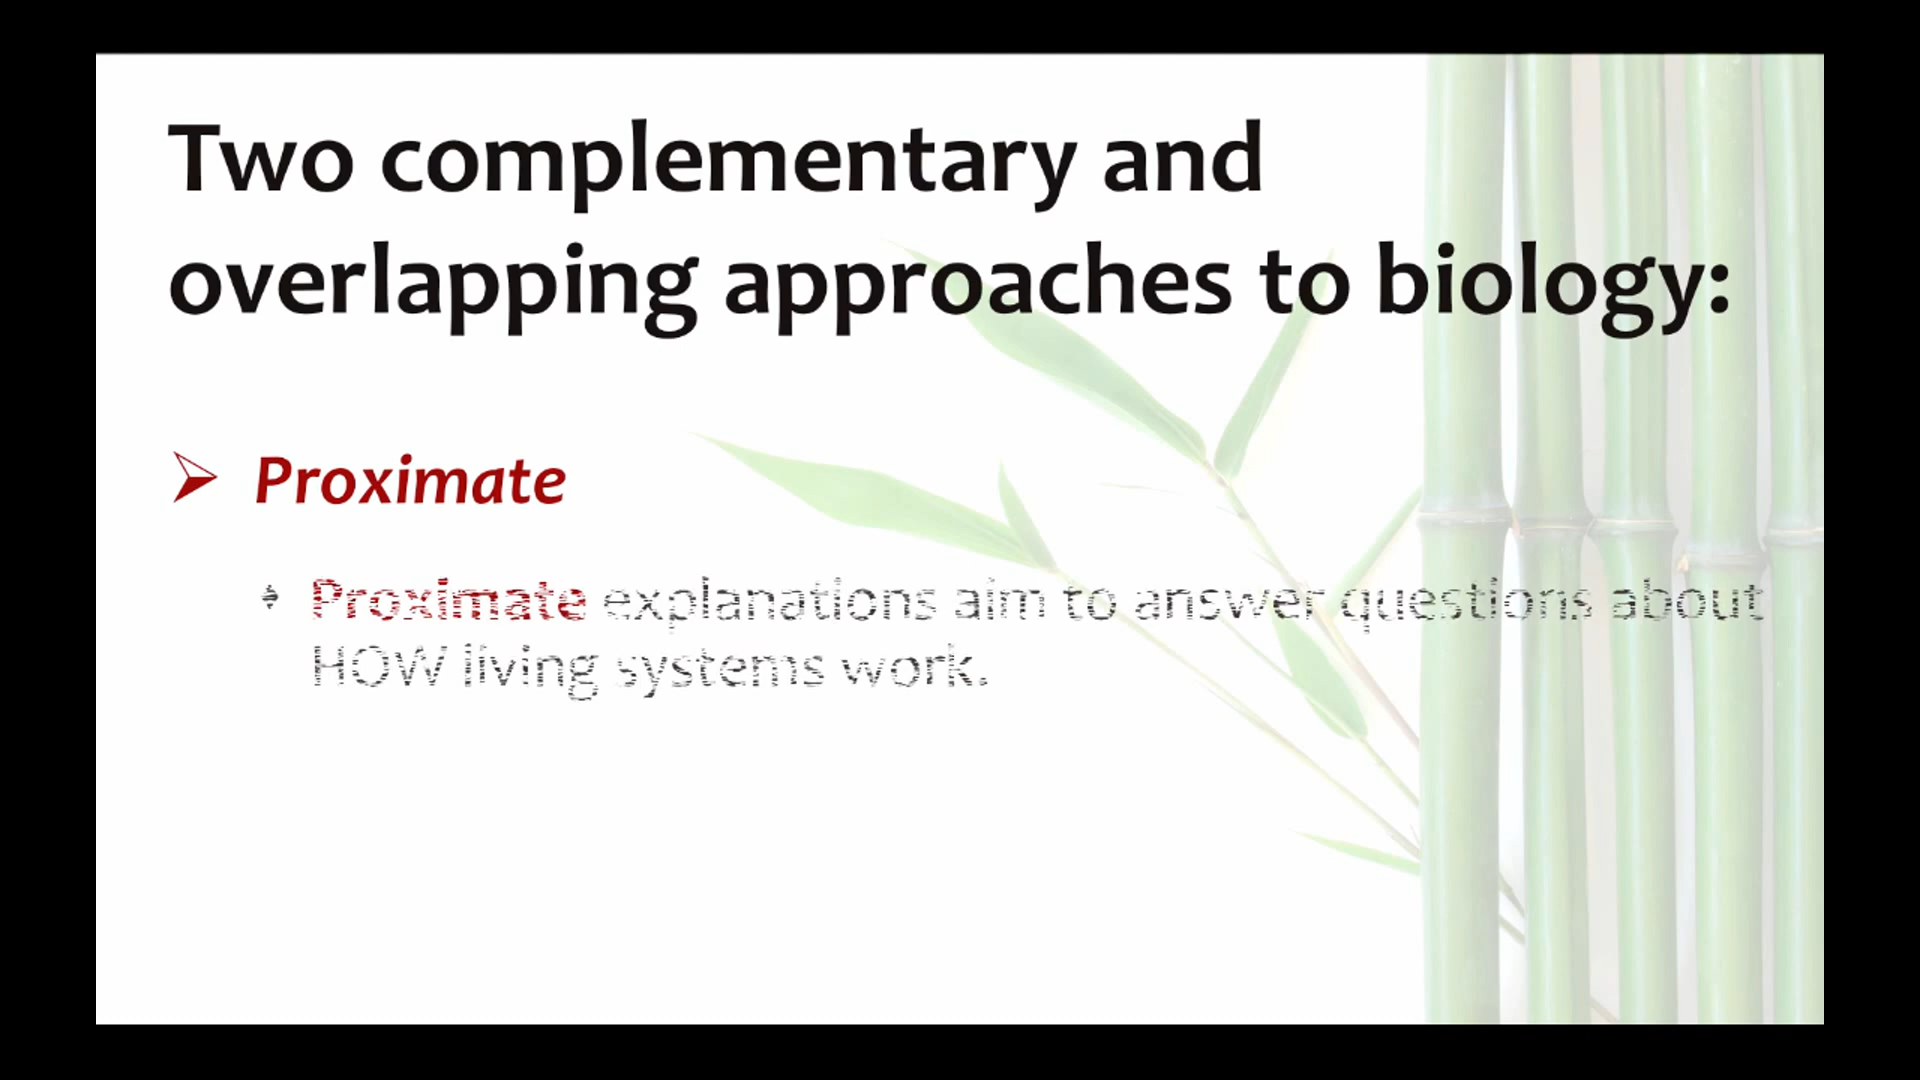 Two complementary and
overlapping approaches to biology:
Proximate
Proximate explanations aim to answer questions about
HOW living systems work.